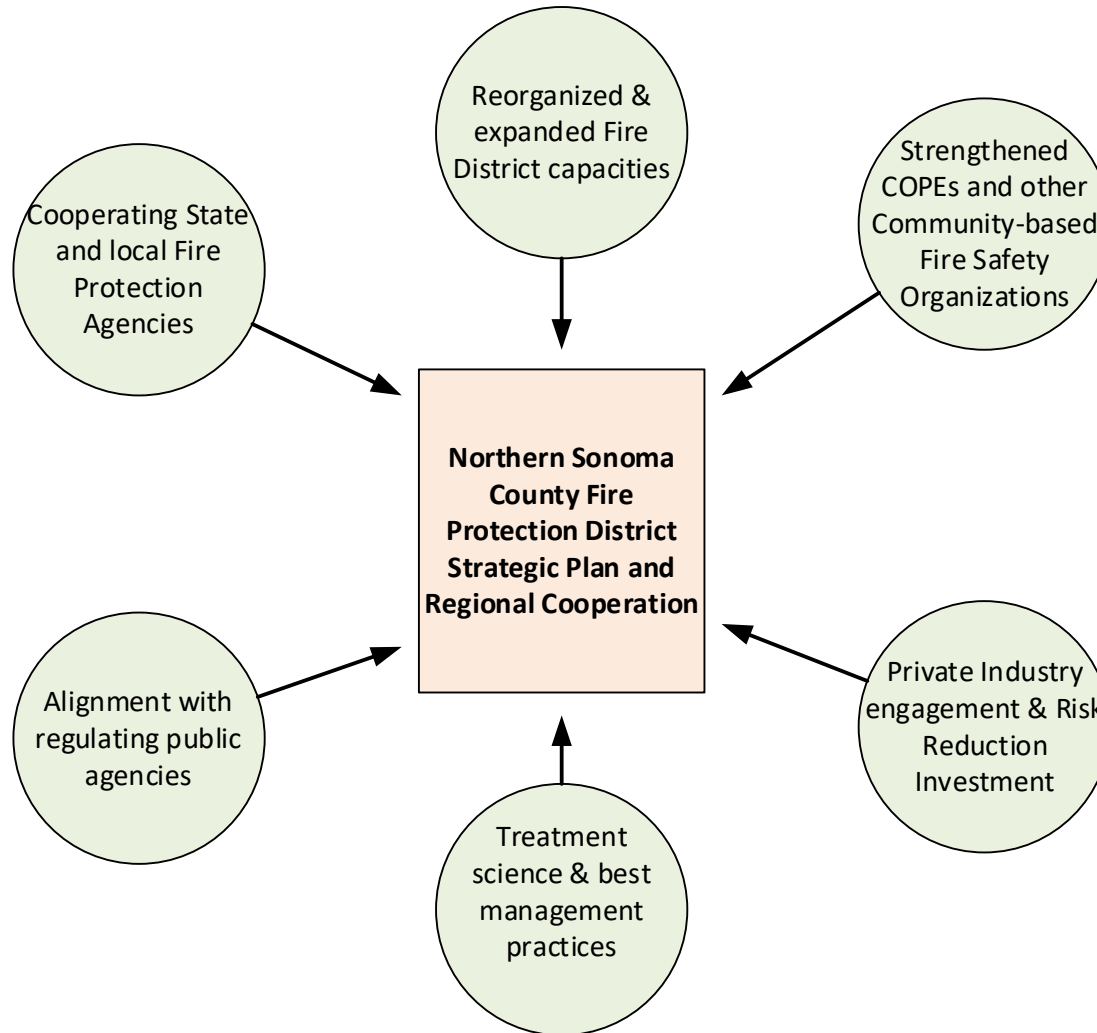 Reorganized &
expanded Fire
District capacities
Strengthened
COPEs and other
Community-based
Fire Safety
Organizations
Cooperating State
and local Fire
Protection
Agencies
Northern Sonoma
County Fire
Protection District
Strategic Plan and
Regional Cooperation
Private Industry
engagement & Risk
Reduction
Investment
Alignment with
regulating public
agencies
Treatment
science & best
management
practices